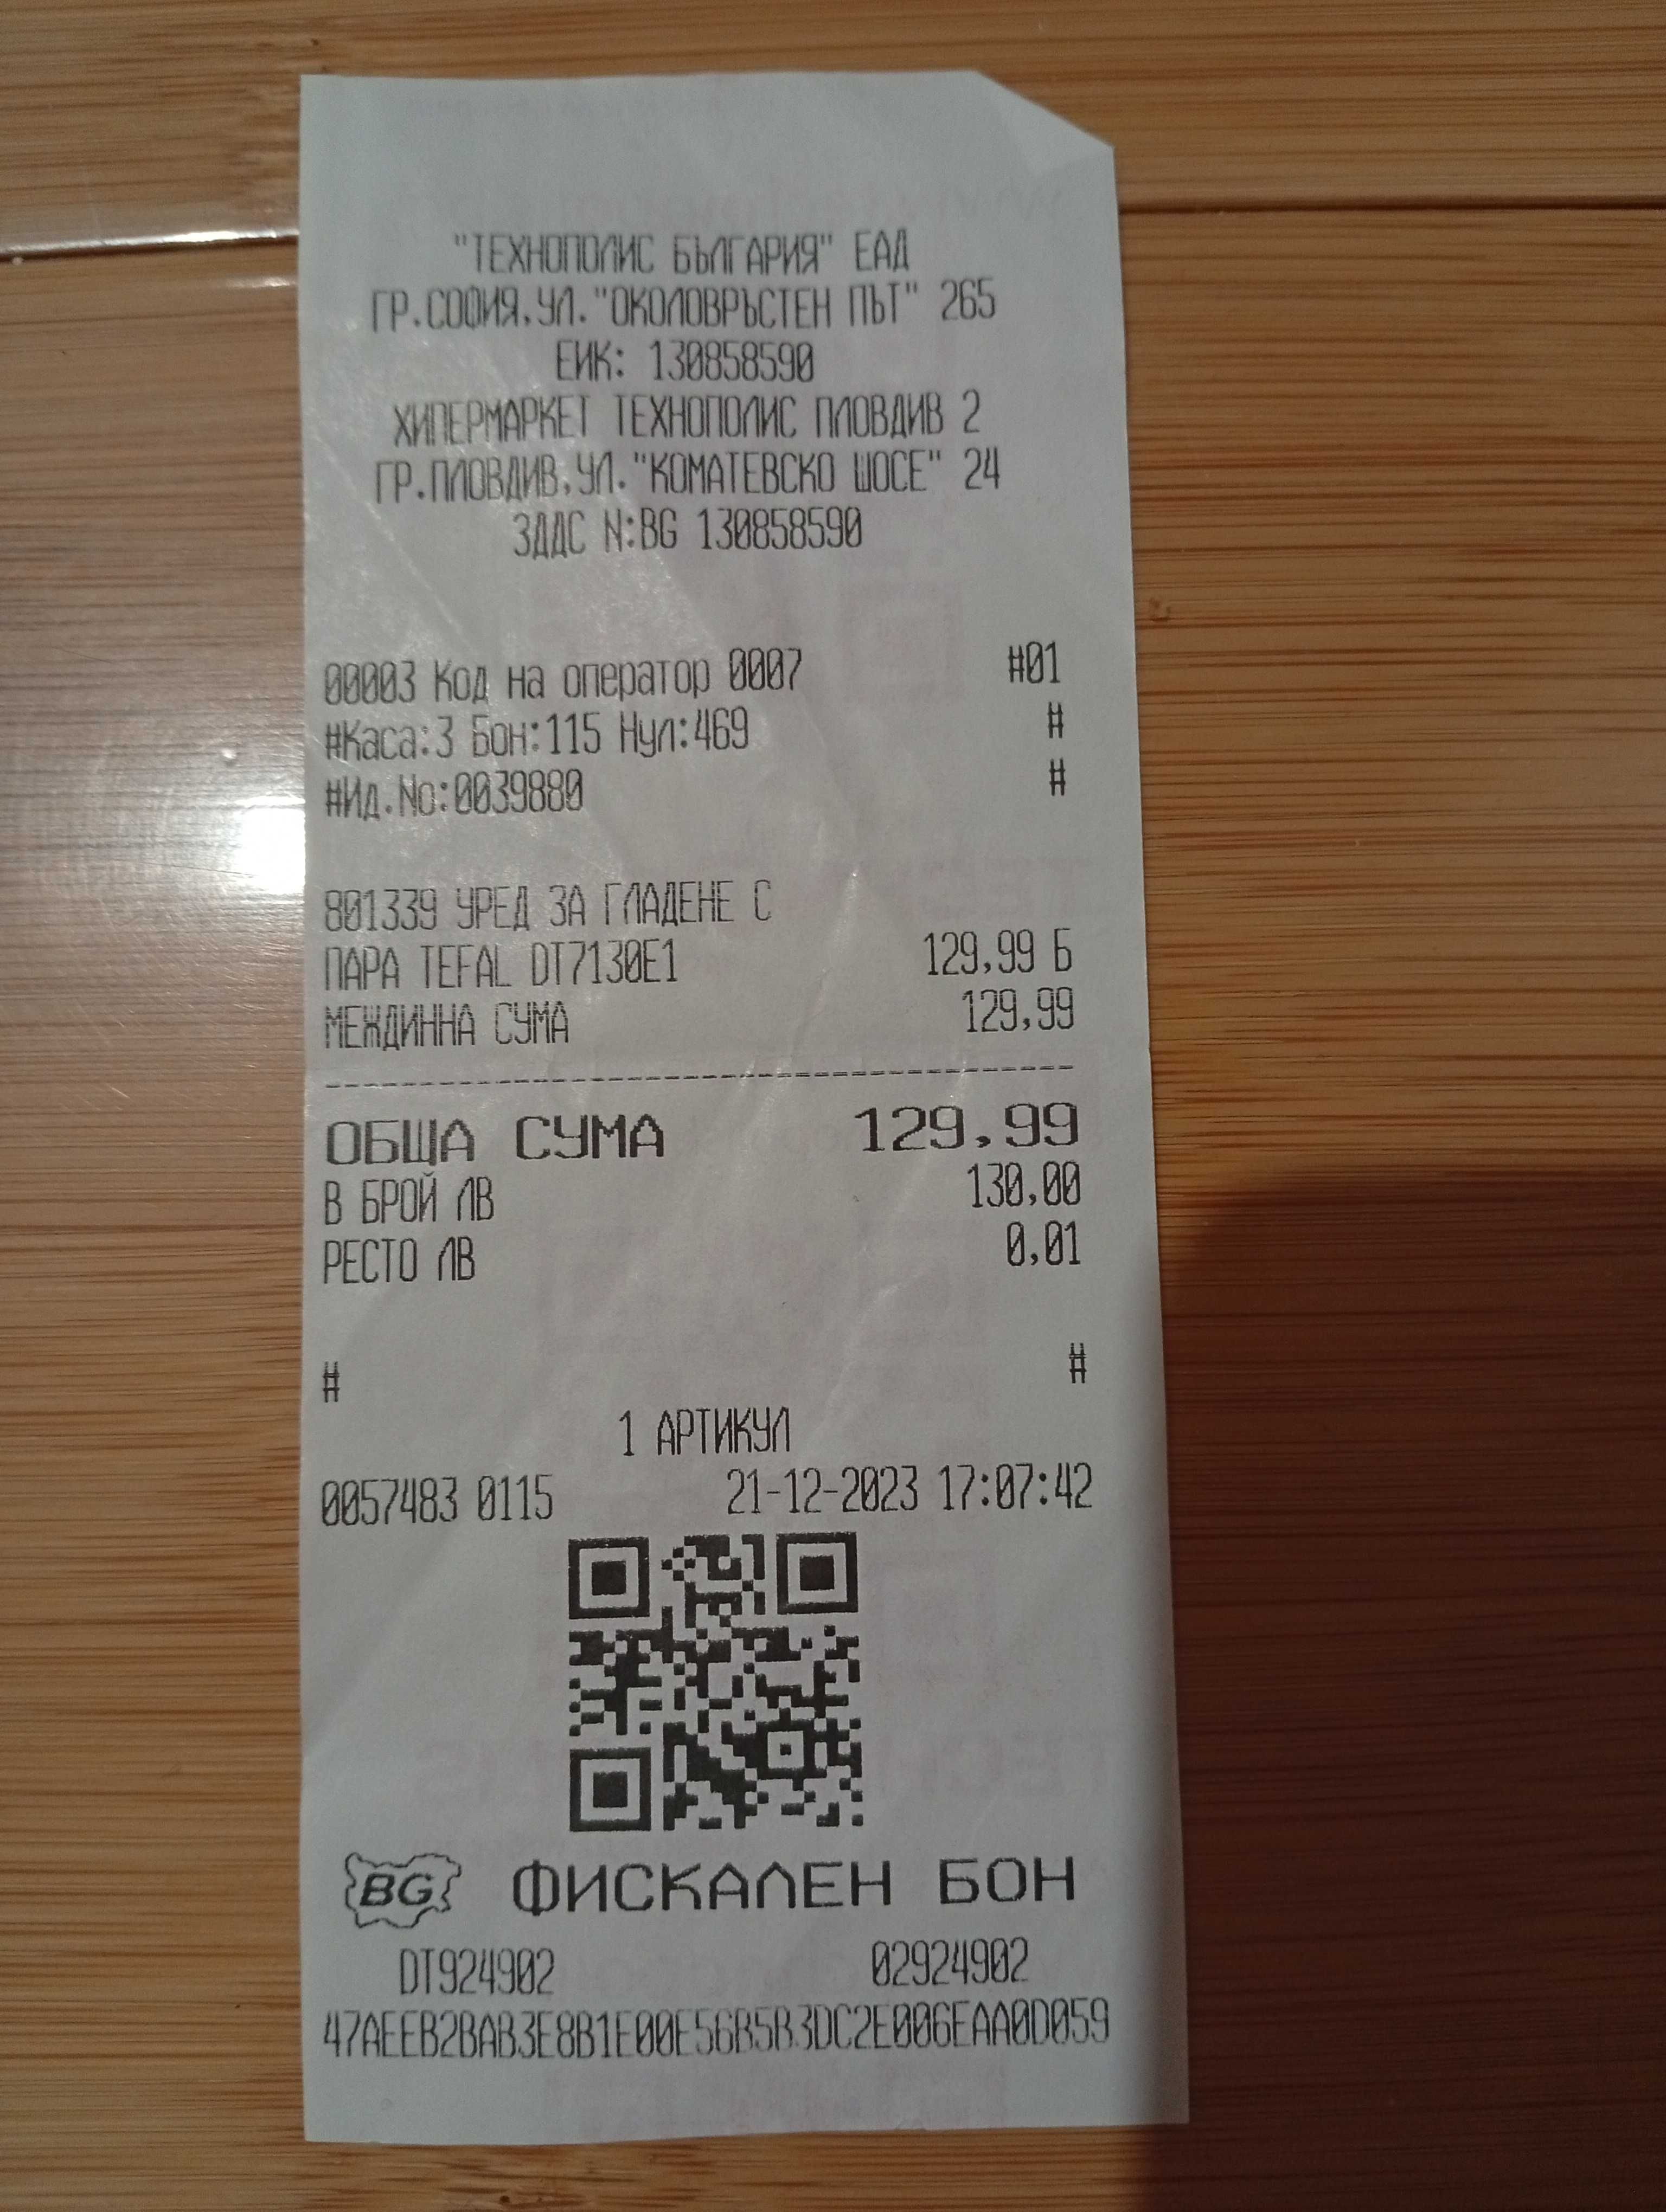 "ТЕХНОПОЛИС БЪЛГАРИЯ" ЕАД
ГР.СОФИЯ,УЛ."ОКОЛОВРЪСТЕН ПЪТ" 265
ЕИК: 130858590
ХИПЕРМАРКЕТ ТЕХНОПОЛИС ПЛОВДИВ 2
ГР.ПЛОВДИВ,УЛ."КОМАТЕВСКО ШОСЕ" 24
ЗДДС N:BG 130858590
00003 Код на оператор 0007 #01
#Каса:3 Бон:115 Нул:469 #
#Ид.No:0039880 #
801339 УРЕД ЗА ГЛАДЕНЕ С
ПАРА TEFAL DT7130E1 129,99 Б
МЕЖДИННА СУМА 129,99
ОБЩА СУМА 129,99
В БРОЙ ЛВ 130,00
РЕСТО ЛВ 0,01
# #
1 АРТИКУЛ
0057483 0115 21-12-2023 17:07:42
BG ФИСКАЛЕН БОН
DT924902 02924902
47AEEB2BAB3E8B1E00E56B5B3DC2E006EAA0D059